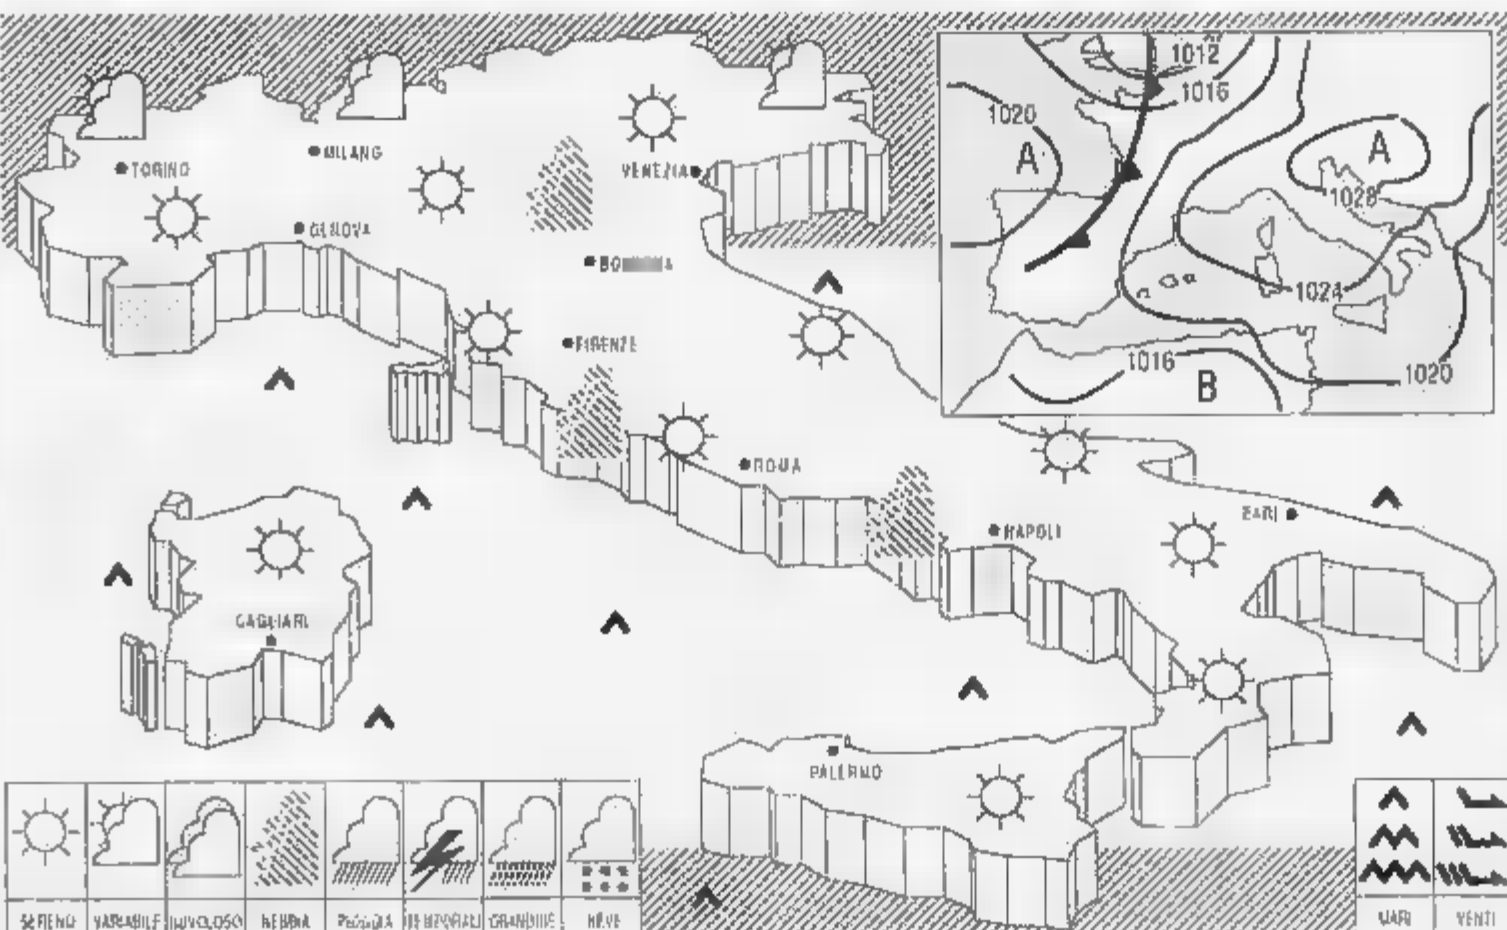 TORINO
MILANO
VENEZIA
GENOVA
FIRENZE
ROMA
NAPOLI
BARI
CAGLIARI
PALERMO
1012
1016
1020
A
A
1028
1024
1016
B
1020
SERENO
VARIABILE
NUVOLOSO
NEBBIA
PIOGGIA
TEMPORALI
GRANDINE
NEVE
MARI
VENTI